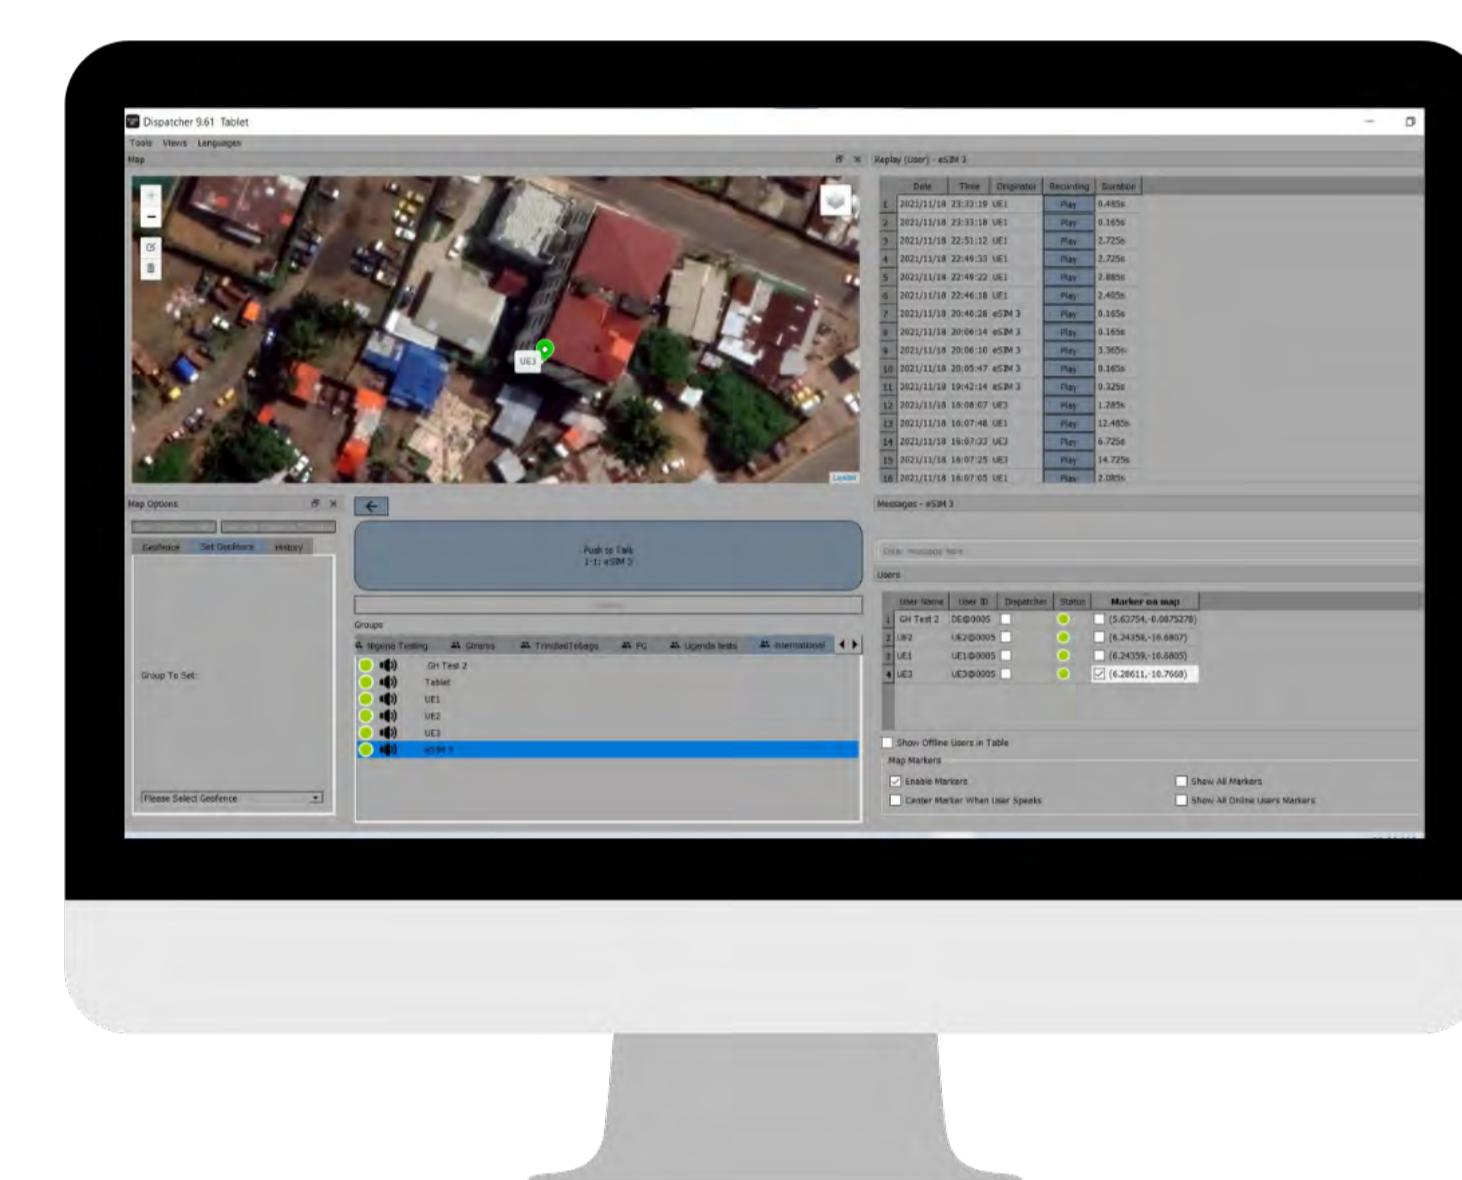 Dispatcher 9.61 Tablet
Tools Views Languages
Map
Replay (User) - eSIM 3
Date Time Originator Recording Duration
1 2021/11/18 23:33:19 UE1 Play 0.485s
2 2021/11/18 23:33:18 UE1 Play 0.165s
3 2021/11/18 22:51:12 UE1 Play 2.725s
4 2021/11/18 22:49:33 UE1 Play 2.725s
5 2021/11/18 22:49:22 UE1 Play 2.885s
6 2021/11/18 22:46:18 UE1 Play 2.405s
7 2021/11/18 20:46:28 eSIM 3 Play 0.165s
8 2021/11/18 20:06:14 eSIM 3 Play 0.165s
9 2021/11/18 20:06:10 eSIM 3 Play 3.365s
10 2021/11/18 20:05:47 eSIM 3 Play 0.165s
11 2021/11/18 19:42:14 eSIM 3 Play 0.325s
12 2021/11/18 16:08:07 UE3 Play 1.285s
13 2021/11/18 16:07:48 UE1 Play 12.485s
14 2021/11/18 16:07:33 UE3 Play 6.725s
15 2021/11/18 16:07:25 UE3 Play 14.725s
16 2021/11/18 16:07:05 UE1 Play 2.085s
UE3
Leaflet
Map Options
Geofence Set Geofence History
Group To Set:
Please Select Geofence
Push to Talk
1-1: eSIM 3
Groups
Nigeria Testing Ghana TrinidadTobago PG Uganda tests International
GH Test 2
Tablet
UE1
UE2
UE3
eSIM 3
Messages - eSIM 3
Enter message here
Users
User Name User ID Dispatcher Status Marker on map
1 GH Test 2 DE@0005 (5.63754,-0.0875278)
2 UE2 UE2@0005 (6.24358,-10.6807)
3 UE1 UE1@0005 (6.24359,-10.6805)
4 UE3 UE3@0005 (6.28611,-10.7668)
Show Offline Users in Table
Map Markers
Enable Markers
Show All Markers
Center Marker When User Speaks
Show All Online Users Markers